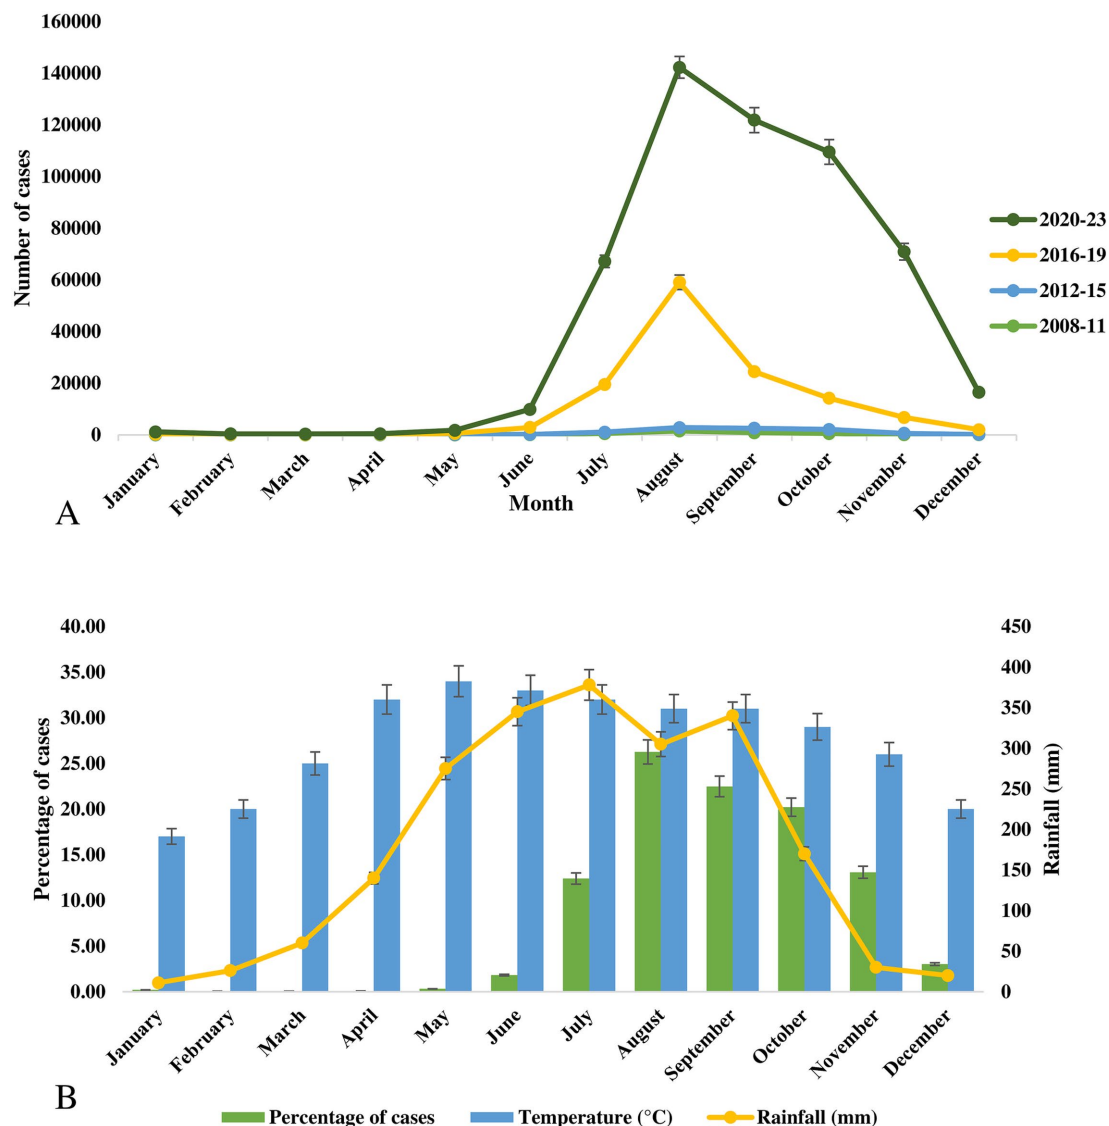 160000
140000
120000
100000
80000
60000
40000
20000
0
Number of cases
January
February
March
April
May
June
July
August
September
October
November
December
Month
2020-23
2016-19
2012-15
2008-11
A
40.00
35.00
30.00
25.00
20.00
15.00
10.00
5.00
0.00
Percentage of cases
450
400
350
300
250
200
150
100
50
0
Rainfall (mm)
January
February
March
April
May
June
July
August
September
October
November
December
B
Percentage of cases
Temperature (°C)
Rainfall (mm)